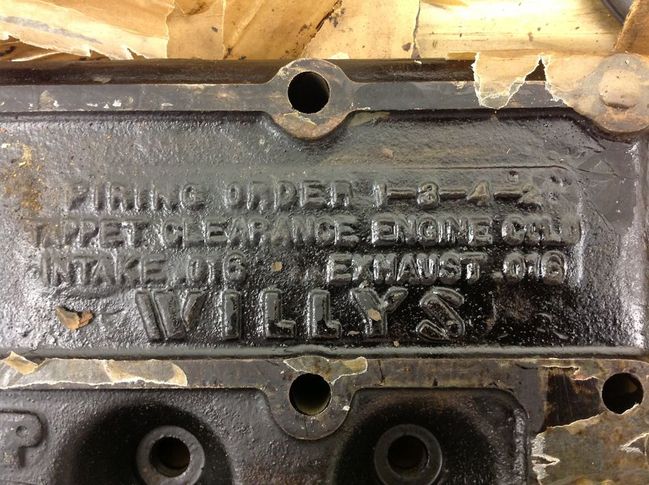 FIRING ORDER 1-3-4-2
TAPPET CLEARANCE ENGINE COLD
INTAKE .016 EXHAUST .016
WILLYS
R